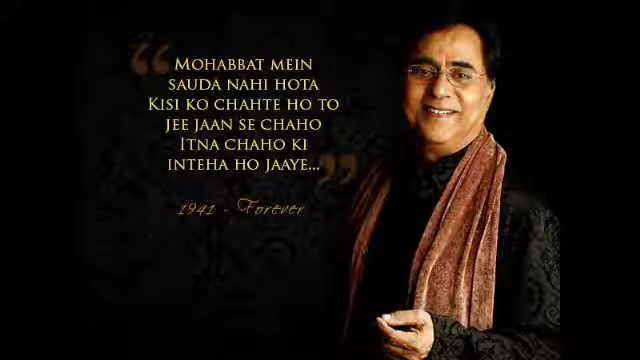 MOHABBAT MEIN
SAUDA NAHI HOTA
KISI KO CHAHTE HO TO
JEE JAAN SE CHAHO
ITNA CHAHO KI
INTEHA HO JAAYE...
1941 - Forever